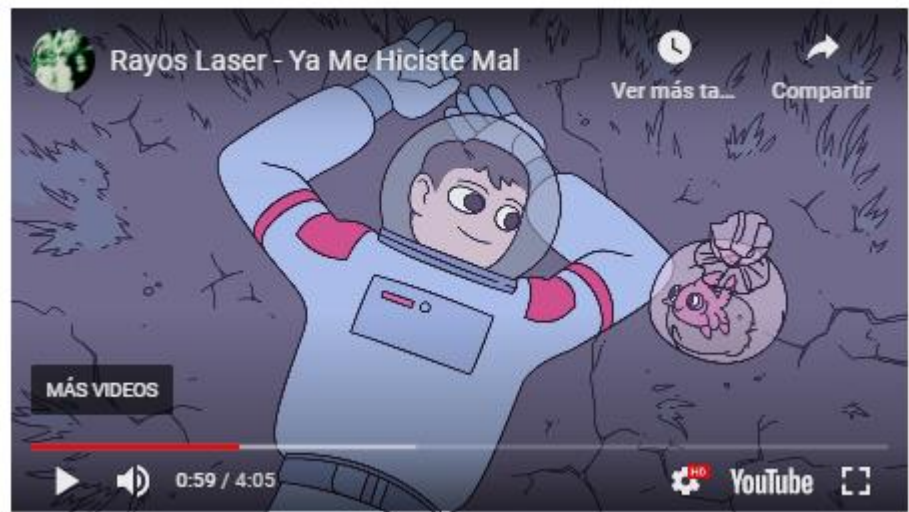 Rayos Laser - Ya Me Hiciste Mal
Ver más ta...
Compartir
MÁS VIDEOS
0:59 / 4:05
HD
YouTube